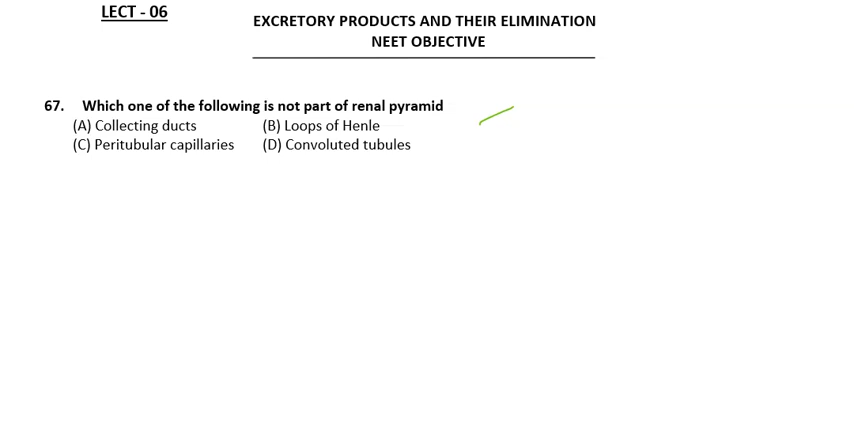 LECT - 06
EXCRETORY PRODUCTS AND THEIR ELIMINATION
NEET OBJECTIVE
67. Which one of the following is not part of renal pyramid
(A) Collecting ducts (B) Loops of Henle
(C) Peritubular capillaries (D) Convoluted tubules